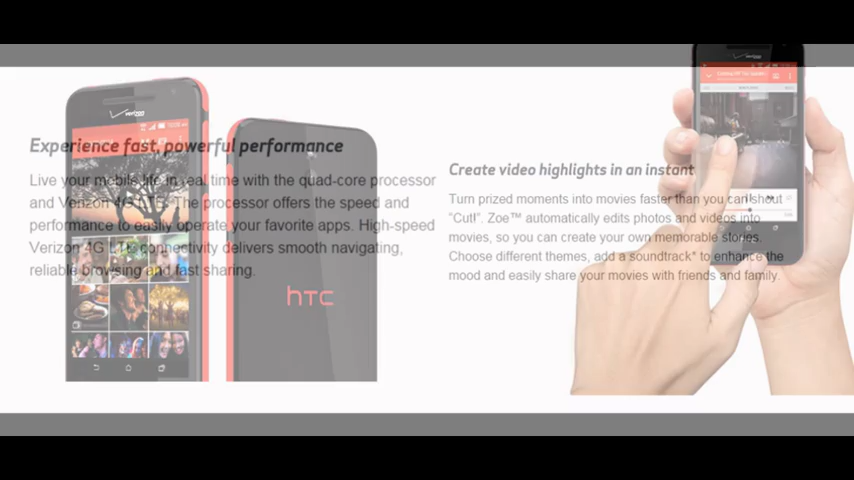 verizon
Experience fast, powerful performance
Live your mobile life in real time with the quad-core processor
and Verizon 4G LTE. The processor offers the speed and
performance to easily operate your favorite apps. High-speed
Verizon 4G LTE connectivity delivers smooth navigating,
reliable browsing and fast sharing.
hTC
verizon
Create video highlights in an instant
Turn prized moments into movies faster than you can shout
"Cut!". Zoe™ automatically edits photos and videos into
movies, so you can create your own memorable stories.
Choose different themes, add a soundtrack* to enhance the
mood and easily share your movies with friends and family.